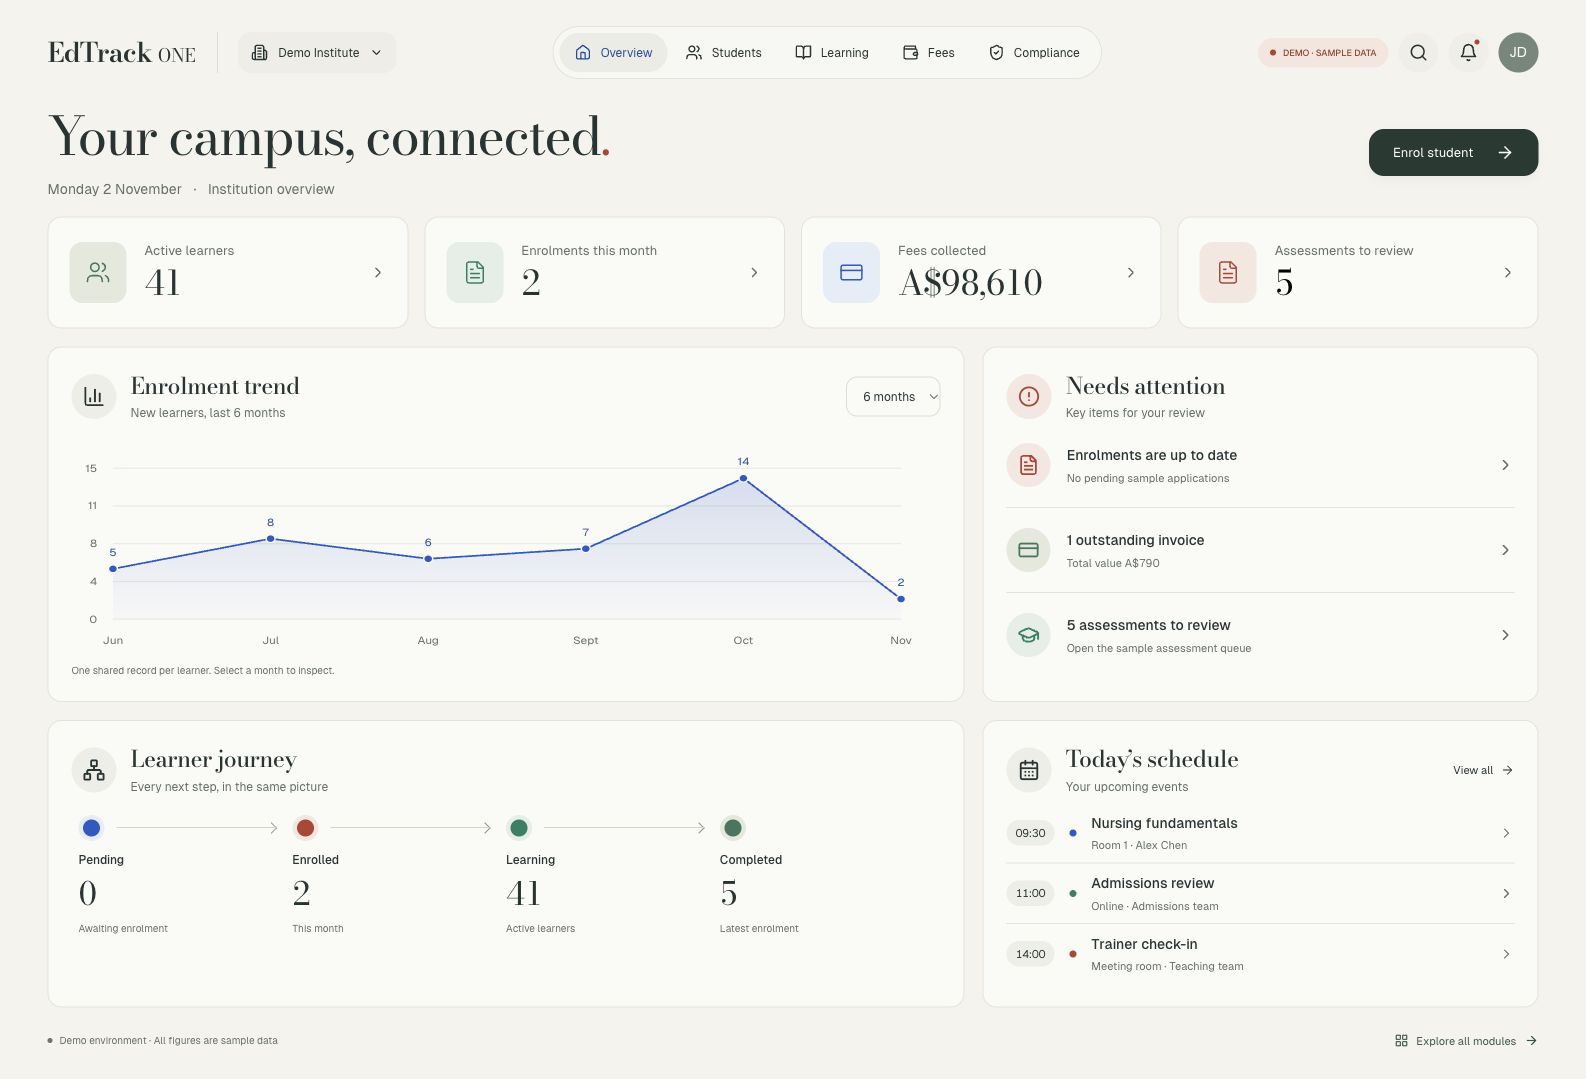 EdTrack ONE
Demo Institute
Overview
Students
Learning
Fees
Compliance
DEMO · SAMPLE DATA
JD
Your campus, connected.
Monday 2 November · Institution overview
Enrol student
Active learners
41
Enrolments this month
2
Fees collected
A$98,610
Assessments to review
5
Enrolment trend
New learners, last 6 months
6 months
15
11
8
4
0
5
8
6
7
14
2
Jun
Jul
Aug
Sept
Oct
Nov
One shared record per learner. Select a month to inspect.
Needs attention
Key items for your review
Enrolments are up to date
No pending sample applications
1 outstanding invoice
Total value A$790
5 assessments to review
Open the sample assessment queue
Learner journey
Every next step, in the same picture
Pending
0
Awaiting enrolment
Enrolled
2
This month
Learning
41
Active learners
Completed
5
Latest enrolment
Today’s schedule
Your upcoming events
View all
09:30
Nursing fundamentals
Room 1 · Alex Chen
11:00
Admissions review
Online · Admissions team
14:00
Trainer check-in
Meeting room · Teaching team
Demo environment · All figures are sample data
Explore all modules